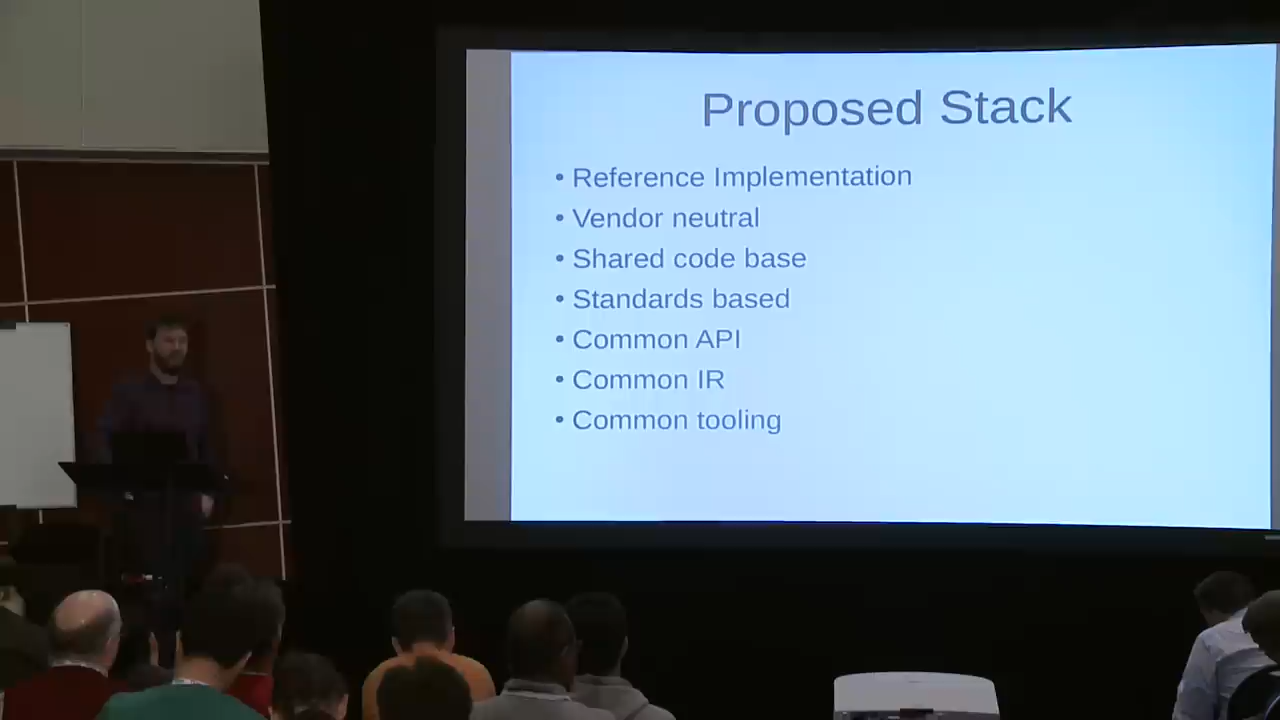 Proposed Stack
• Reference Implementation
• Vendor neutral
• Shared code base
• Standards based
• Common API
• Common IR
• Common tooling